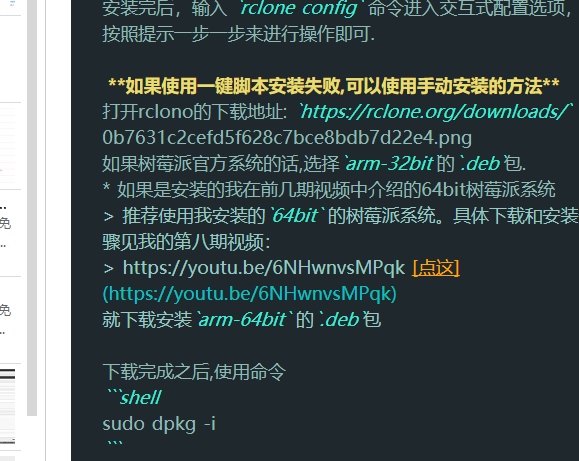 安装完后，输入 `rclone config` 命令进入交互式配置选项，
按照提示一步一步来进行操作即可.
**如果使用一键脚本安装失败,可以使用手动安装的方法**
打开rclono的下载地址: `https://rclone.org/downloads/`
0b7631c2cefd5f628c7bce8bdb7d22e4.png
如果树莓派官方系统的话,选择`arm-32bit`的`.deb`包.
* 如果是安装的我在前几期视频中介绍的64bit树莓派系统
> 推荐使用我安装的`64bit`的树莓派系统。具体下载和安装
骤见我的第八期视频：
> https://youtu.be/6NHwnvsMPqk [点这]
(https://youtu.be/6NHwnvsMPqk)
就下载安装`arm-64bit`的`.deb`包
下载完成之后,使用命令
```shell
sudo dpkg -i
```
免
..
免
..